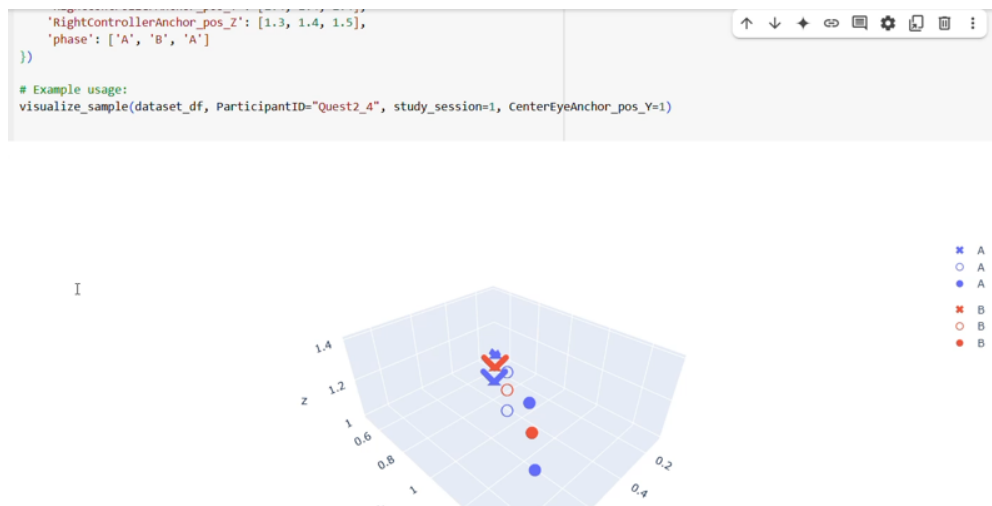 'RightControllerAnchor_pos_Z': [1.3, 1.4, 1.5],
'phase': ['A', 'B', 'A']
})
# Example usage:
visualize_sample(dataset_df, ParticipantID="Quest2_4", study_session=1, CenterEyeAnchor_pos_Y=1)
A
A
A
B
B
B
1.4
1.2
z
1
0.6
0.8
1
0.2
0.4